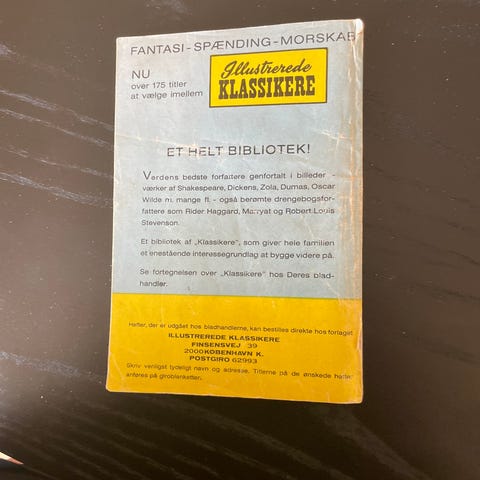 FANTASI-SPÆNDING-MORSKAB
NU
over 175 titler
at vælge imellem
Illustrerede
KLASSIKERE
ET HELT BIBLIOTEK!
Verdens bedste forfattere genfortalt i billeder -
værker af Shakespeare, Dickens, Zola, Dumas, Oscar
Wilde m. mange fl. - også berømte drengebogsfor-
fattere som Rider Haggard, Marryat og Robert Louis
Stevenson.
Et bibliotek af „Klassikere", som giver hele familien
et enestående interessegrundlag at bygge videre på.
Se fortegnelsen over „Klassikere" hos Deres blad-
handler.
Hefter, der er udgået hos bladhandlerne, kan bestilles direkte hos forlaget
ILLUSTREREDE KLASSIKERE
FINSENSVEJ 39
2000 KØBENHAVN K.
POSTGIRO 62993
Skriv venligst tydeligt navn og adresse. Titlerne på de ønskede hefter
anføres på giroblanketten.